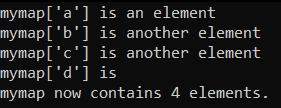 mymap['a'] is an element
mymap['b'] is another element
mymap['c'] is another element
mymap['d'] is
mymap now contains 4 elements.